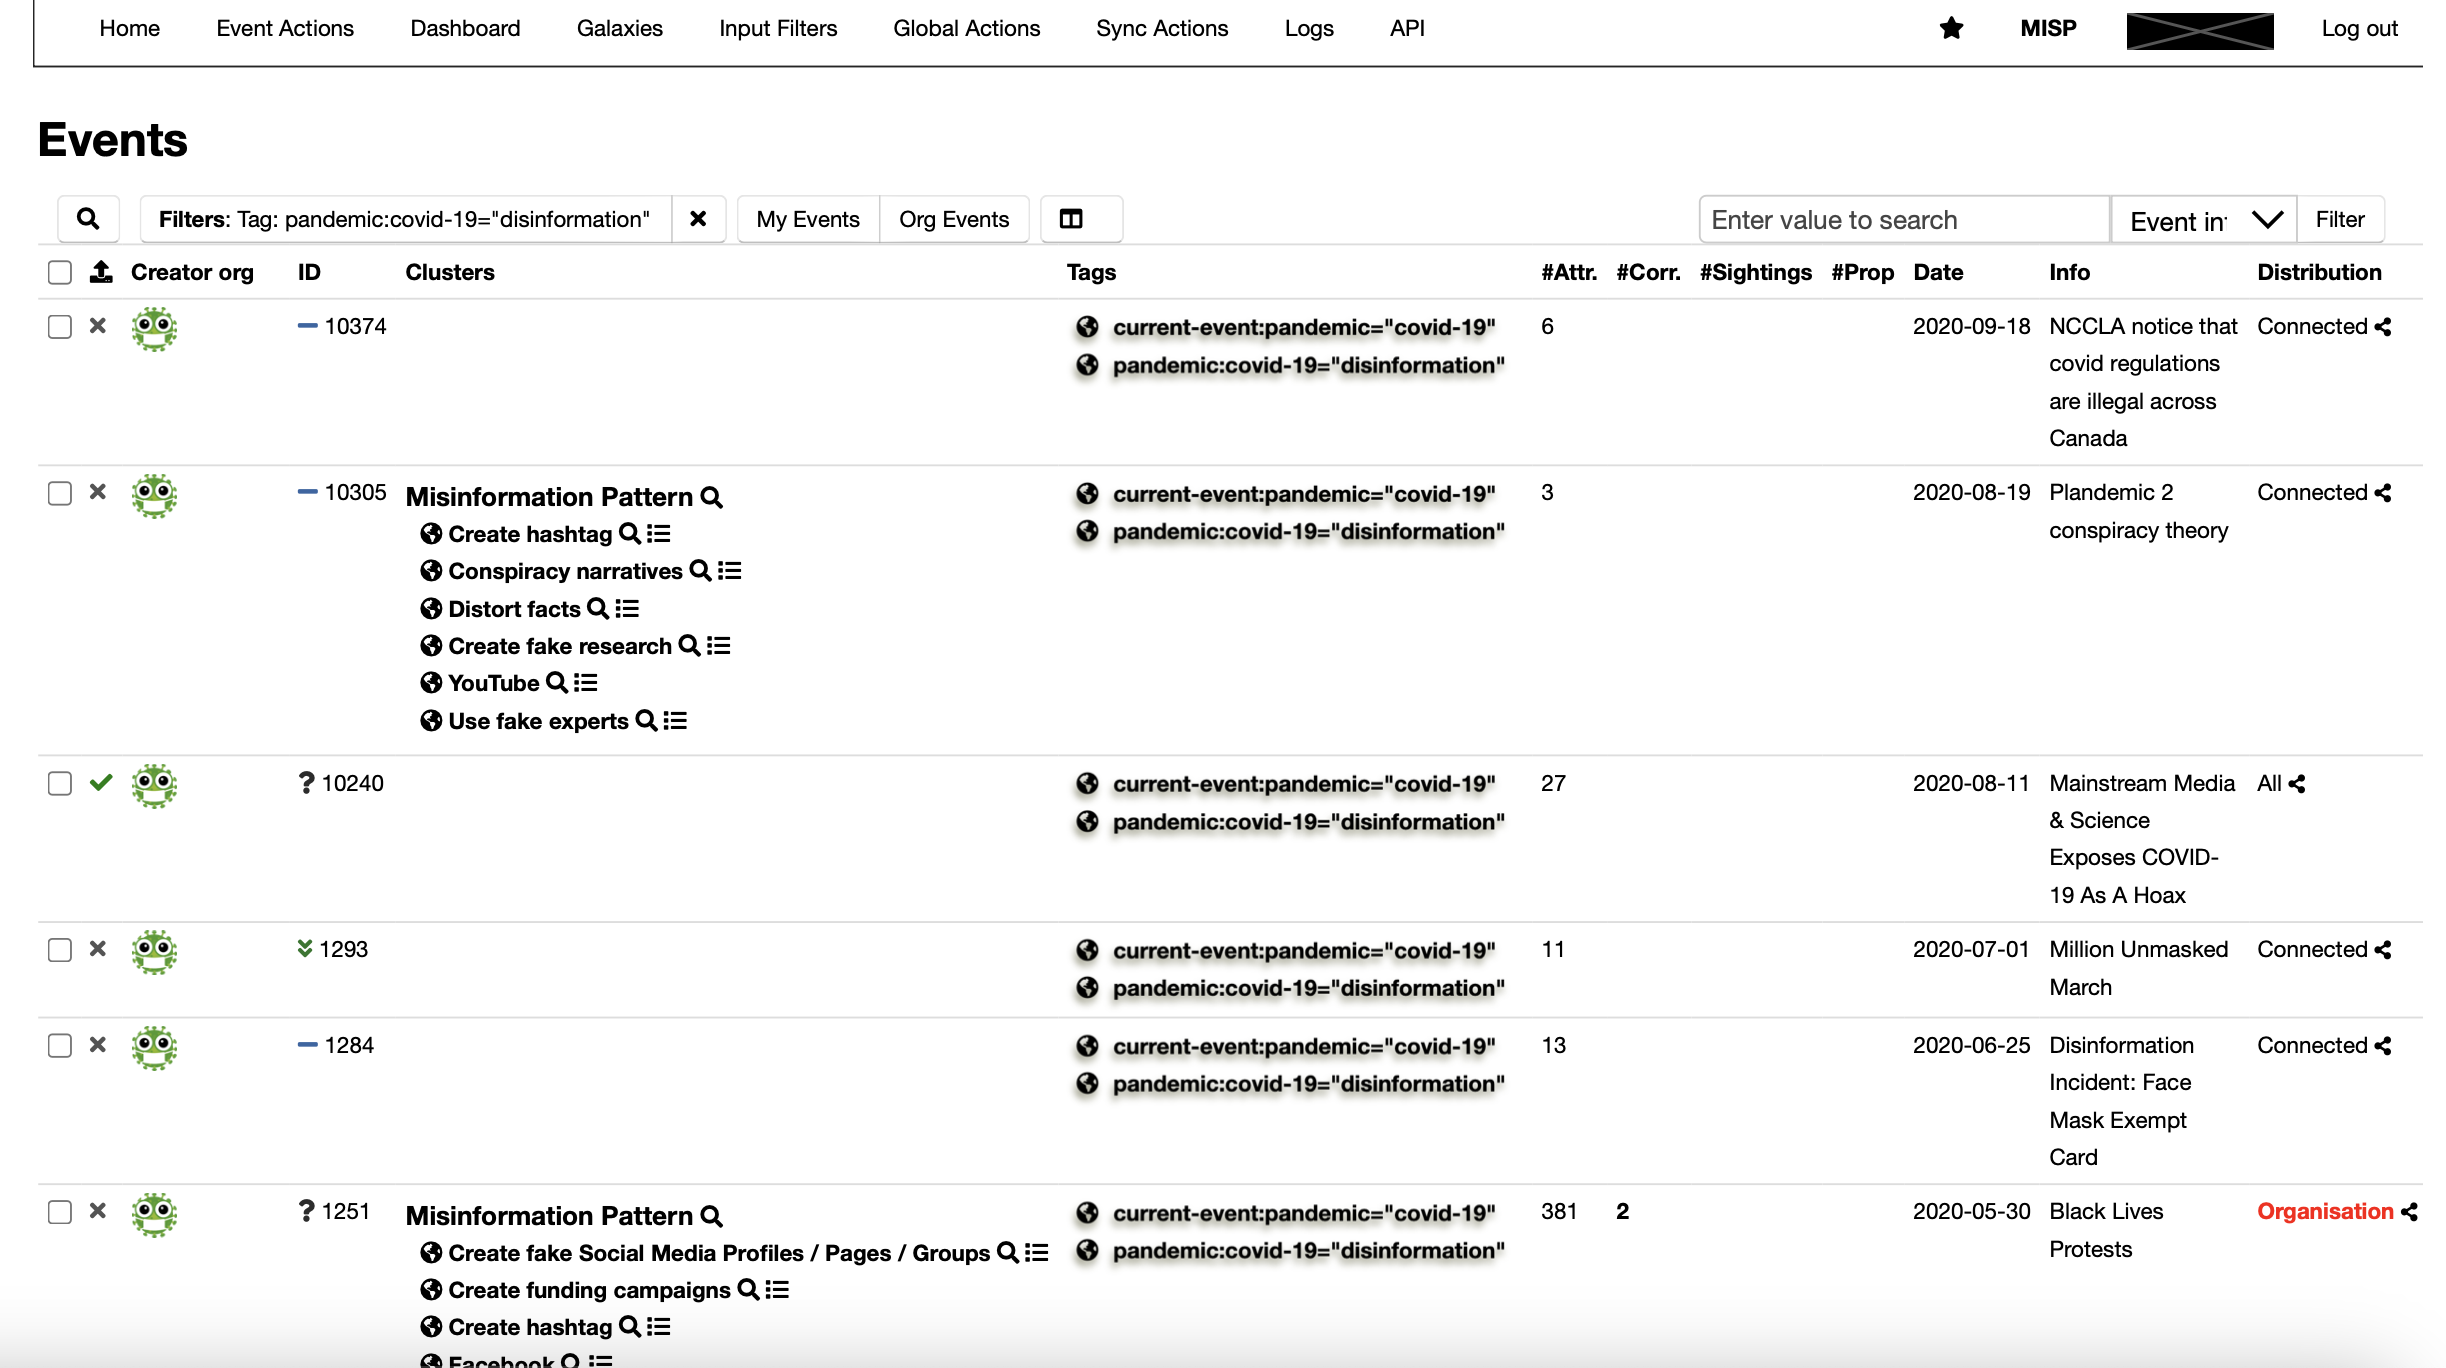 Home Event Actions Dashboard Galaxies Input Filters Global Actions Sync Actions Logs API MISP Log out
Events
Filters: Tag: pandemic:covid-19="disinformation" My Events Org Events Enter value to search Event in Filter
Creator org ID Clusters Tags #Attr. #Corr. #Sightings #Prop Date Info Distribution
10374 current-event:pandemic="covid-19" 6 2020-09-18 NCCLA notice that Connected
pandemic:covid-19="disinformation" covid regulations
are illegal across
Canada
10305 Misinformation Pattern current-event:pandemic="covid-19" 3 2020-08-19 Plandemic 2 Connected
Create hashtag pandemic:covid-19="disinformation" conspiracy theory
Conspiracy narratives
Distort facts
Create fake research
YouTube
Use fake experts
? 10240 current-event:pandemic="covid-19" 27 2020-08-11 Mainstream Media All
pandemic:covid-19="disinformation" & Science
Exposes COVID-
19 As A Hoax
1293 current-event:pandemic="covid-19" 11 2020-07-01 Million Unmasked Connected
pandemic:covid-19="disinformation" March
1284 current-event:pandemic="covid-19" 13 2020-06-25 Disinformation Connected
pandemic:covid-19="disinformation" Incident: Face
Mask Exempt
Card
? 1251 Misinformation Pattern current-event:pandemic="covid-19" 381 2 2020-05-30 Black Lives Organisation
Create fake Social Media Profiles / Pages / Groups pandemic:covid-19="disinformation" Protests
Create funding campaigns
Create hashtag
Facebook